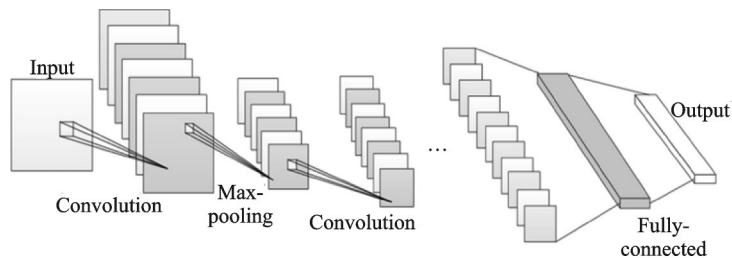 Input
Convolution
Max-
pooling
Convolution
...
Fully-
connected
Output